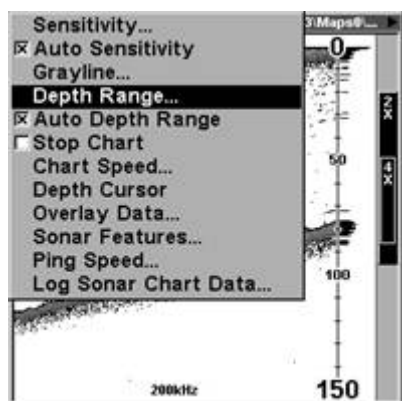 Sensitivity...
Auto Sensitivity
Grayline...
Depth Range...
Auto Depth Range
Stop Chart
Chart Speed...
Depth Cursor
Overlay Data...
Sonar Features...
Ping Speed...
Log Sonar Chart Data...
0
2X
50
4X
100
150
200kHz